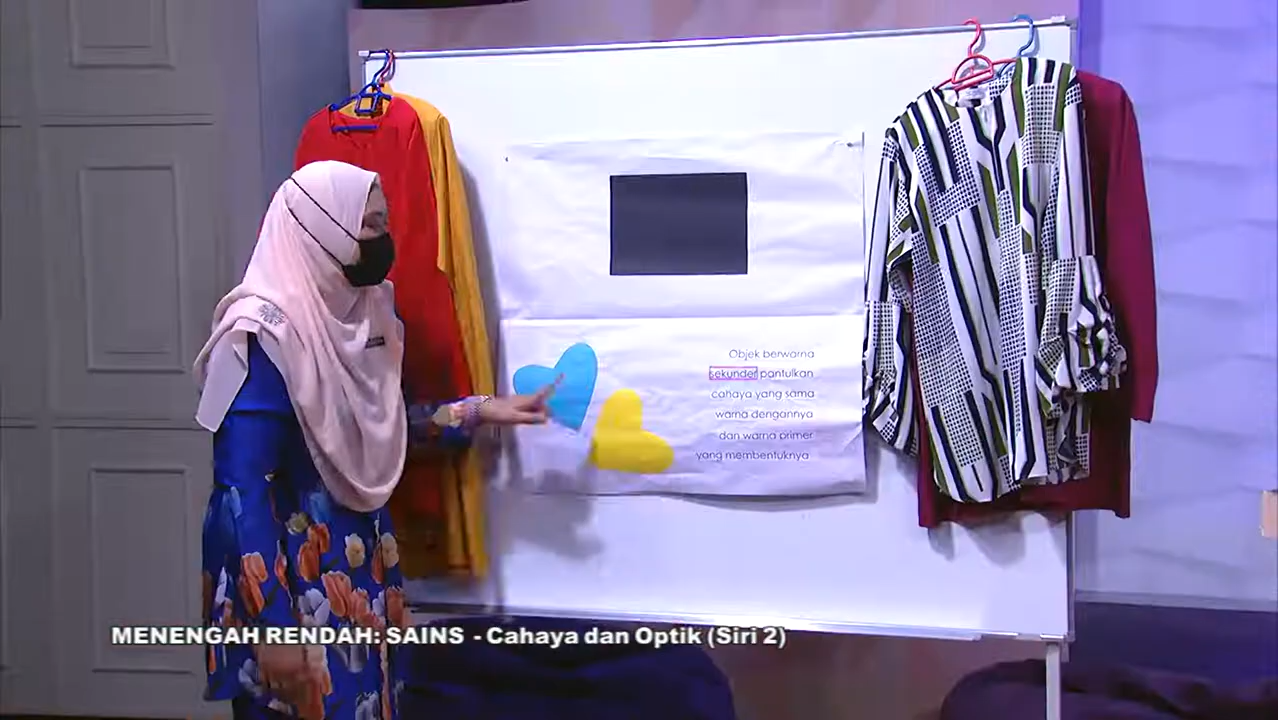 Objek berwarna
sekunder pantulkan
cahaya yang sama
warna dengannya
dan warna primer
yang membentuknya
MENENGAH RENDAH: SAINS - Cahaya dan Optik (Siri 2)